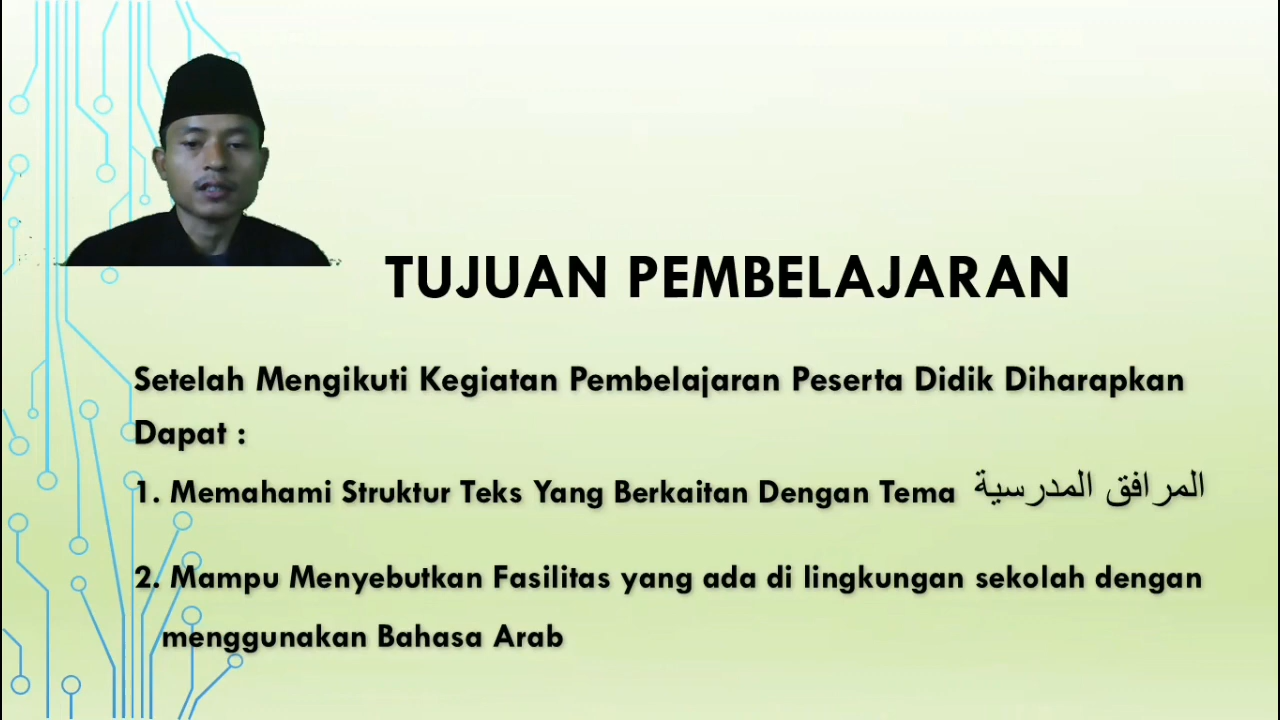 TUJUAN PEMBELAJARAN
Setelah Mengikuti Kegiatan Pembelajaran Peserta Didik Diharapkan
Dapat :
1. Memahami Struktur Teks Yang Berkaitan Dengan Tema المرافق المدرسية
2. Mampu Menyebutkan Fasilitas yang ada di lingkungan sekolah dengan
menggunakan Bahasa Arab